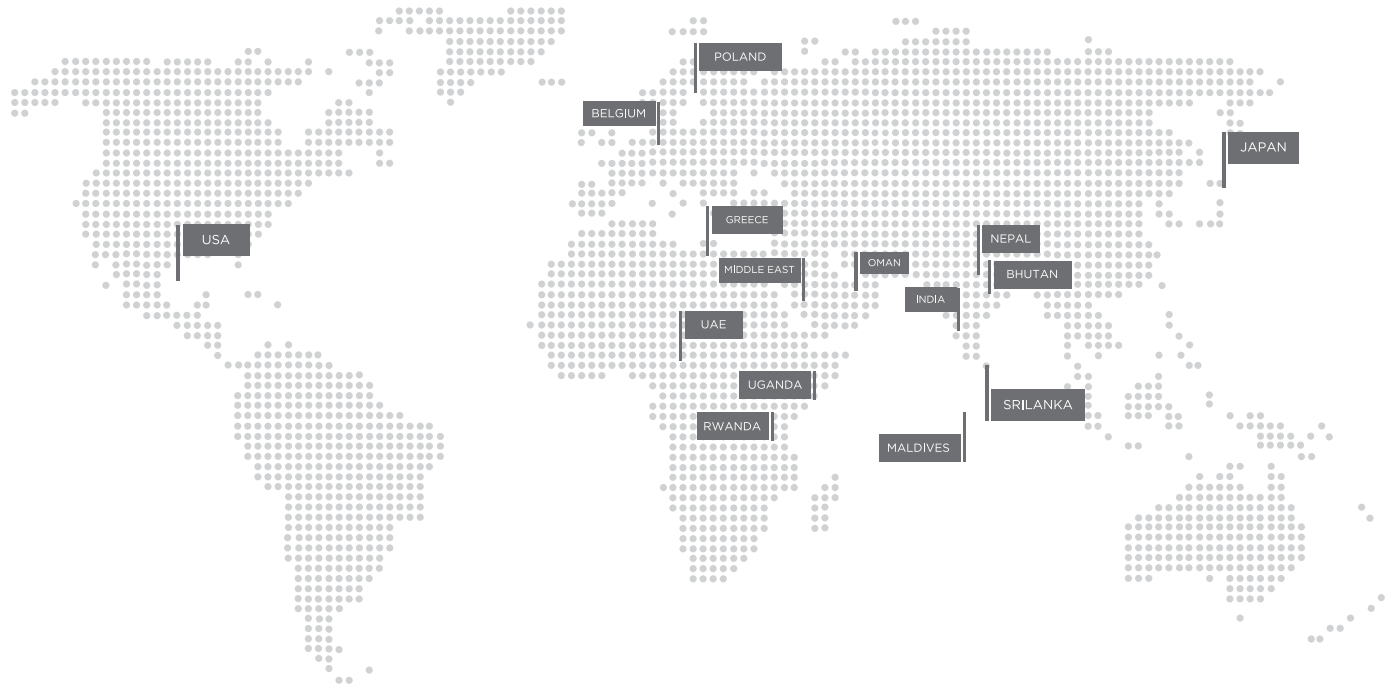 POLAND
BELGIUM
JAPAN
GREECE
USA
NEPAL
OMAN
MIDDLE EAST
BHUTAN
INDIA
UAE
UGANDA
SRILANKA
RWANDA
MALDIVES